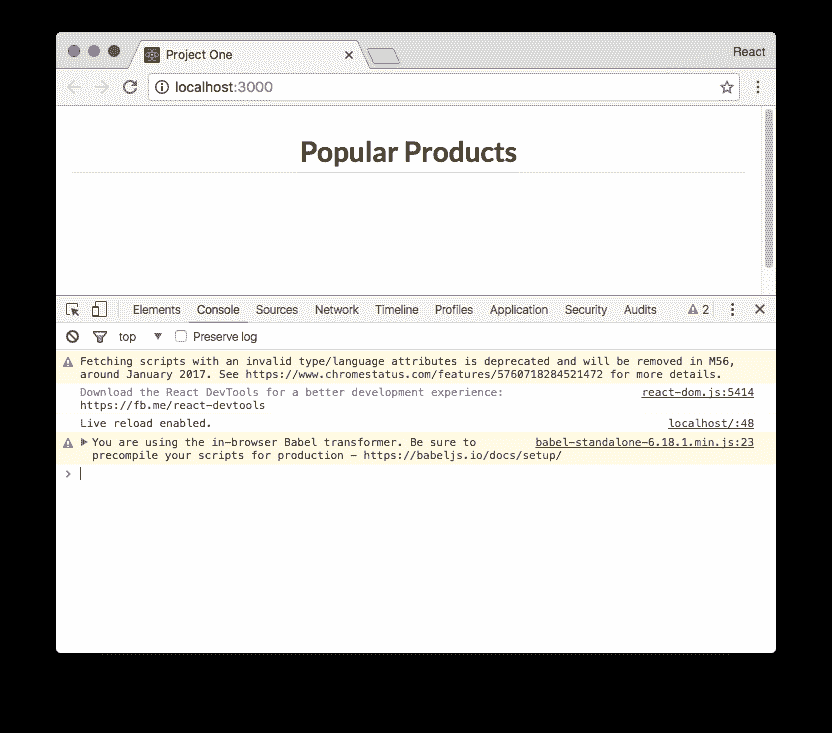 Project One
React
localhost:3000
Popular Products
Elements Console Sources Network Timeline Profiles Application Security Audits 2
top Preserve log
Fetching scripts with an invalid type/language attributes is deprecated and will be removed in M56,
around January 2017. See https://www.chromestatus.com/features/5760718284521472 for more details.
Download the React DevTools for a better development experience: react-dom.js:5414
https://fb.me/react-devtools
Live reload enabled. localhost/:48
You are using the in-browser Babel transformer. Be sure to babel-standalone-6.18.1.min.js:23
precompile your scripts for production - https://babeljs.io/docs/setup/